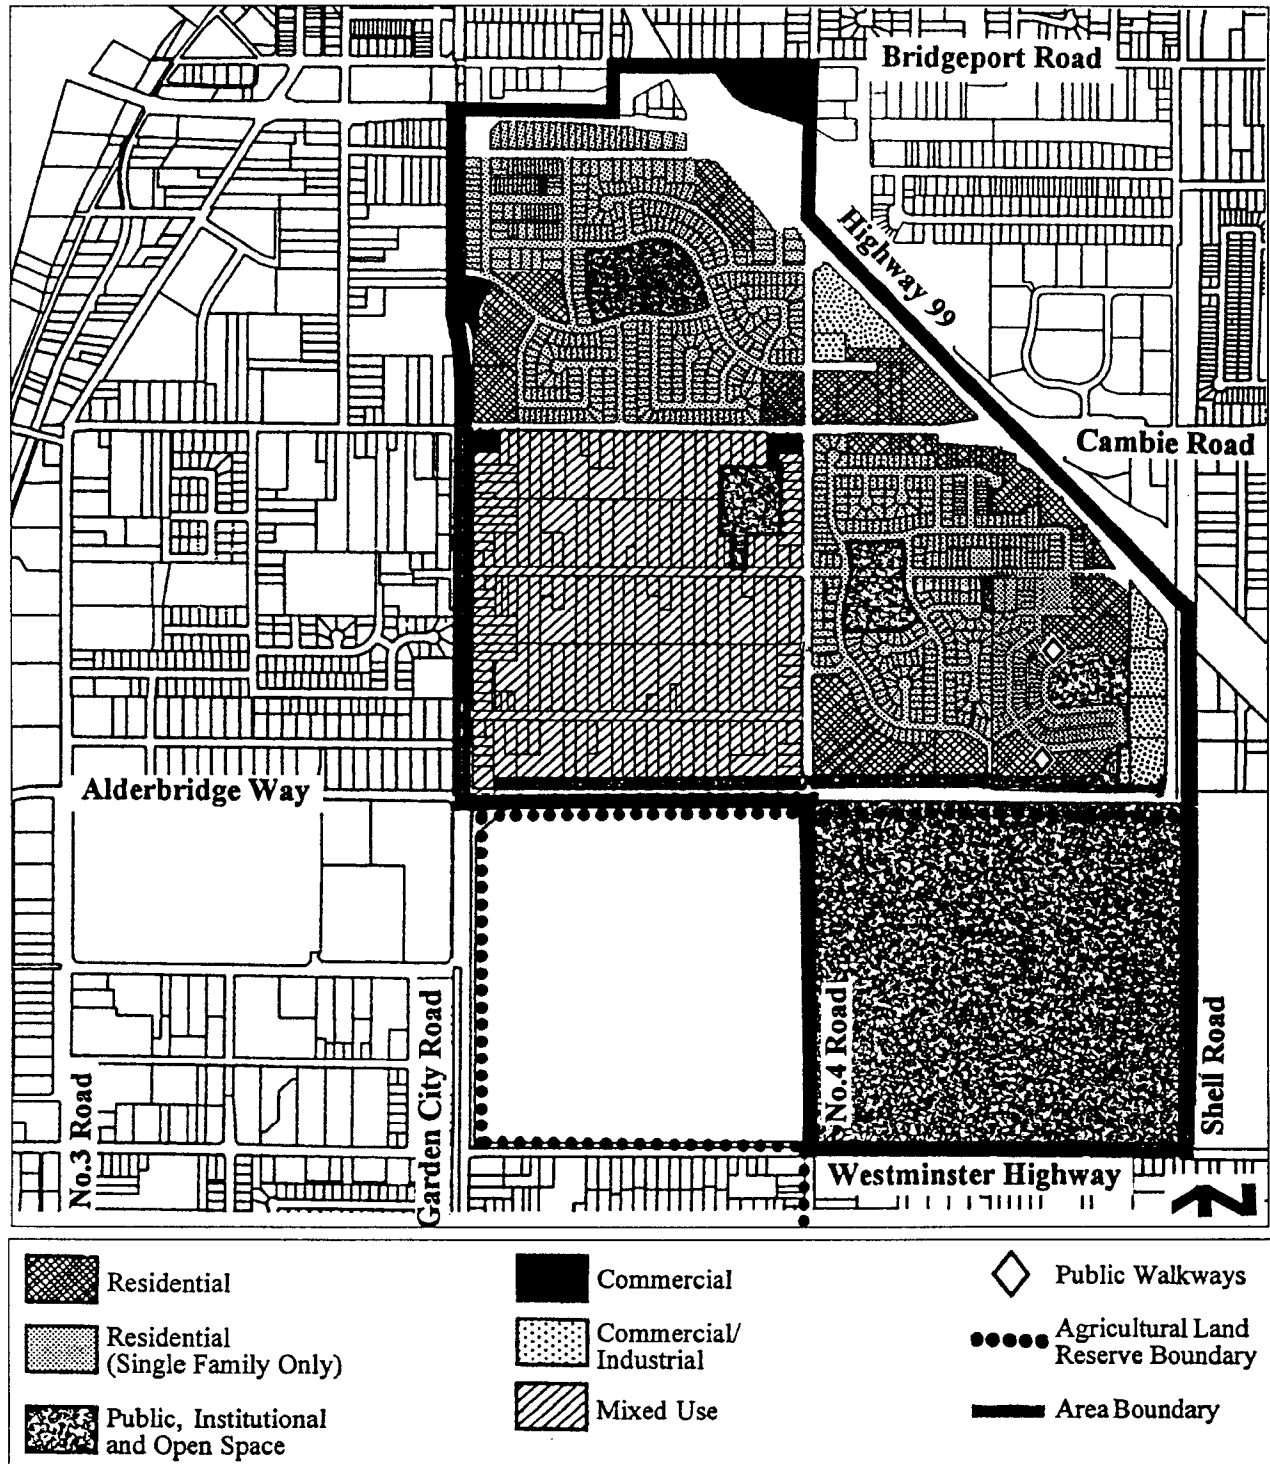 Bridgeport Road
Highway 99
Cambie Road
Alderbridge Way
No.3 Road
Garden City Road
No.4 Road
Shell Road
Westminster Highway
N
Residential
Commercial
Public Walkways
Residential
(Single Family Only)
Commercial/
Industrial
Agricultural Land
Reserve Boundary
Public, Institutional
and Open Space
Mixed Use
Area Boundary